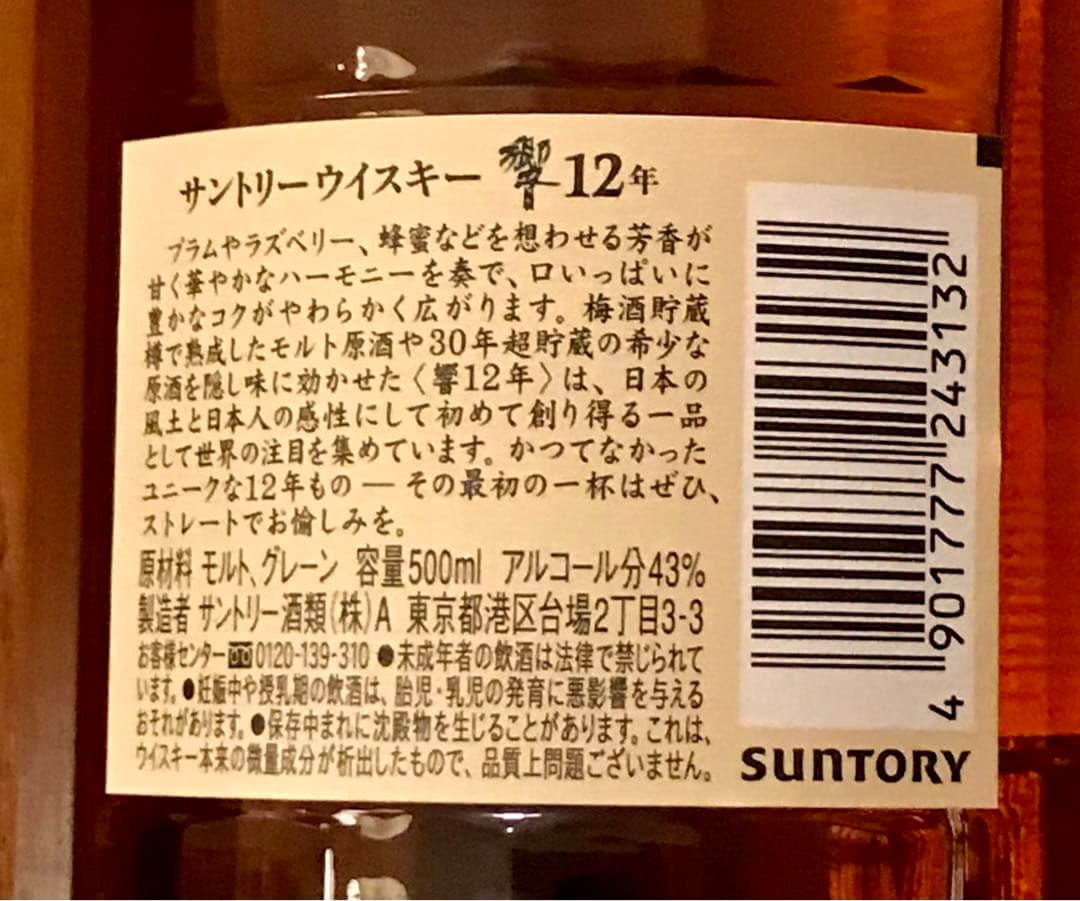 サントリーウイスキー 響 12年
プラムやラズベリー、蜂蜜などを想わせる芳香が
甘く華やかなハーモニーを奏で、口いっぱいに
豊かなコクがやわらかく広がります。梅酒貯蔵
樽で熟成したモルト原酒や30年超貯蔵の希少な
原酒を隠し味に効かせた〈響12年〉は、日本の
風土と日本人の感性にして初めて創り得る一品
として世界の注目を集めています。かつてなかった
ユニークな12年もの ― その最初の一杯はぜひ、
ストレートでお愉しみを。
原材料 モルト、グレーン 容量500ml アルコール分43%
製造者 サントリー酒類(株)A 東京都港区台場2丁目3-3
お客様センター 0120-139-310 ●未成年者の飲酒は法律で禁じられて
います。●妊娠中や授乳期の飲酒は、胎児・乳児の発育に悪影響を与える
おそれがあります。●保存中まれに沈殿物を生じることがあります。これは、
ウイスキー本来の微量成分が析出したもので、品質上問題ございません。
4 901777 243132
SUNTORY